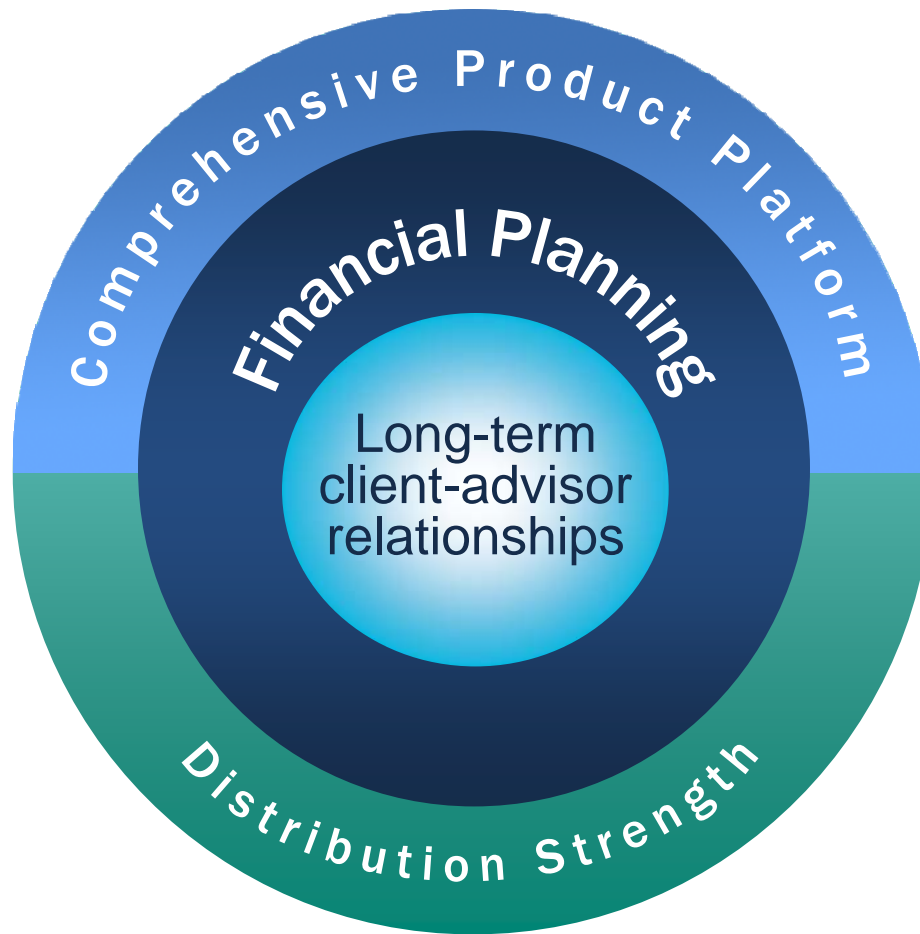 Comprehensive Product Platform
Financial Planning
Long-term
client-advisor
relationships
Distribution Strength